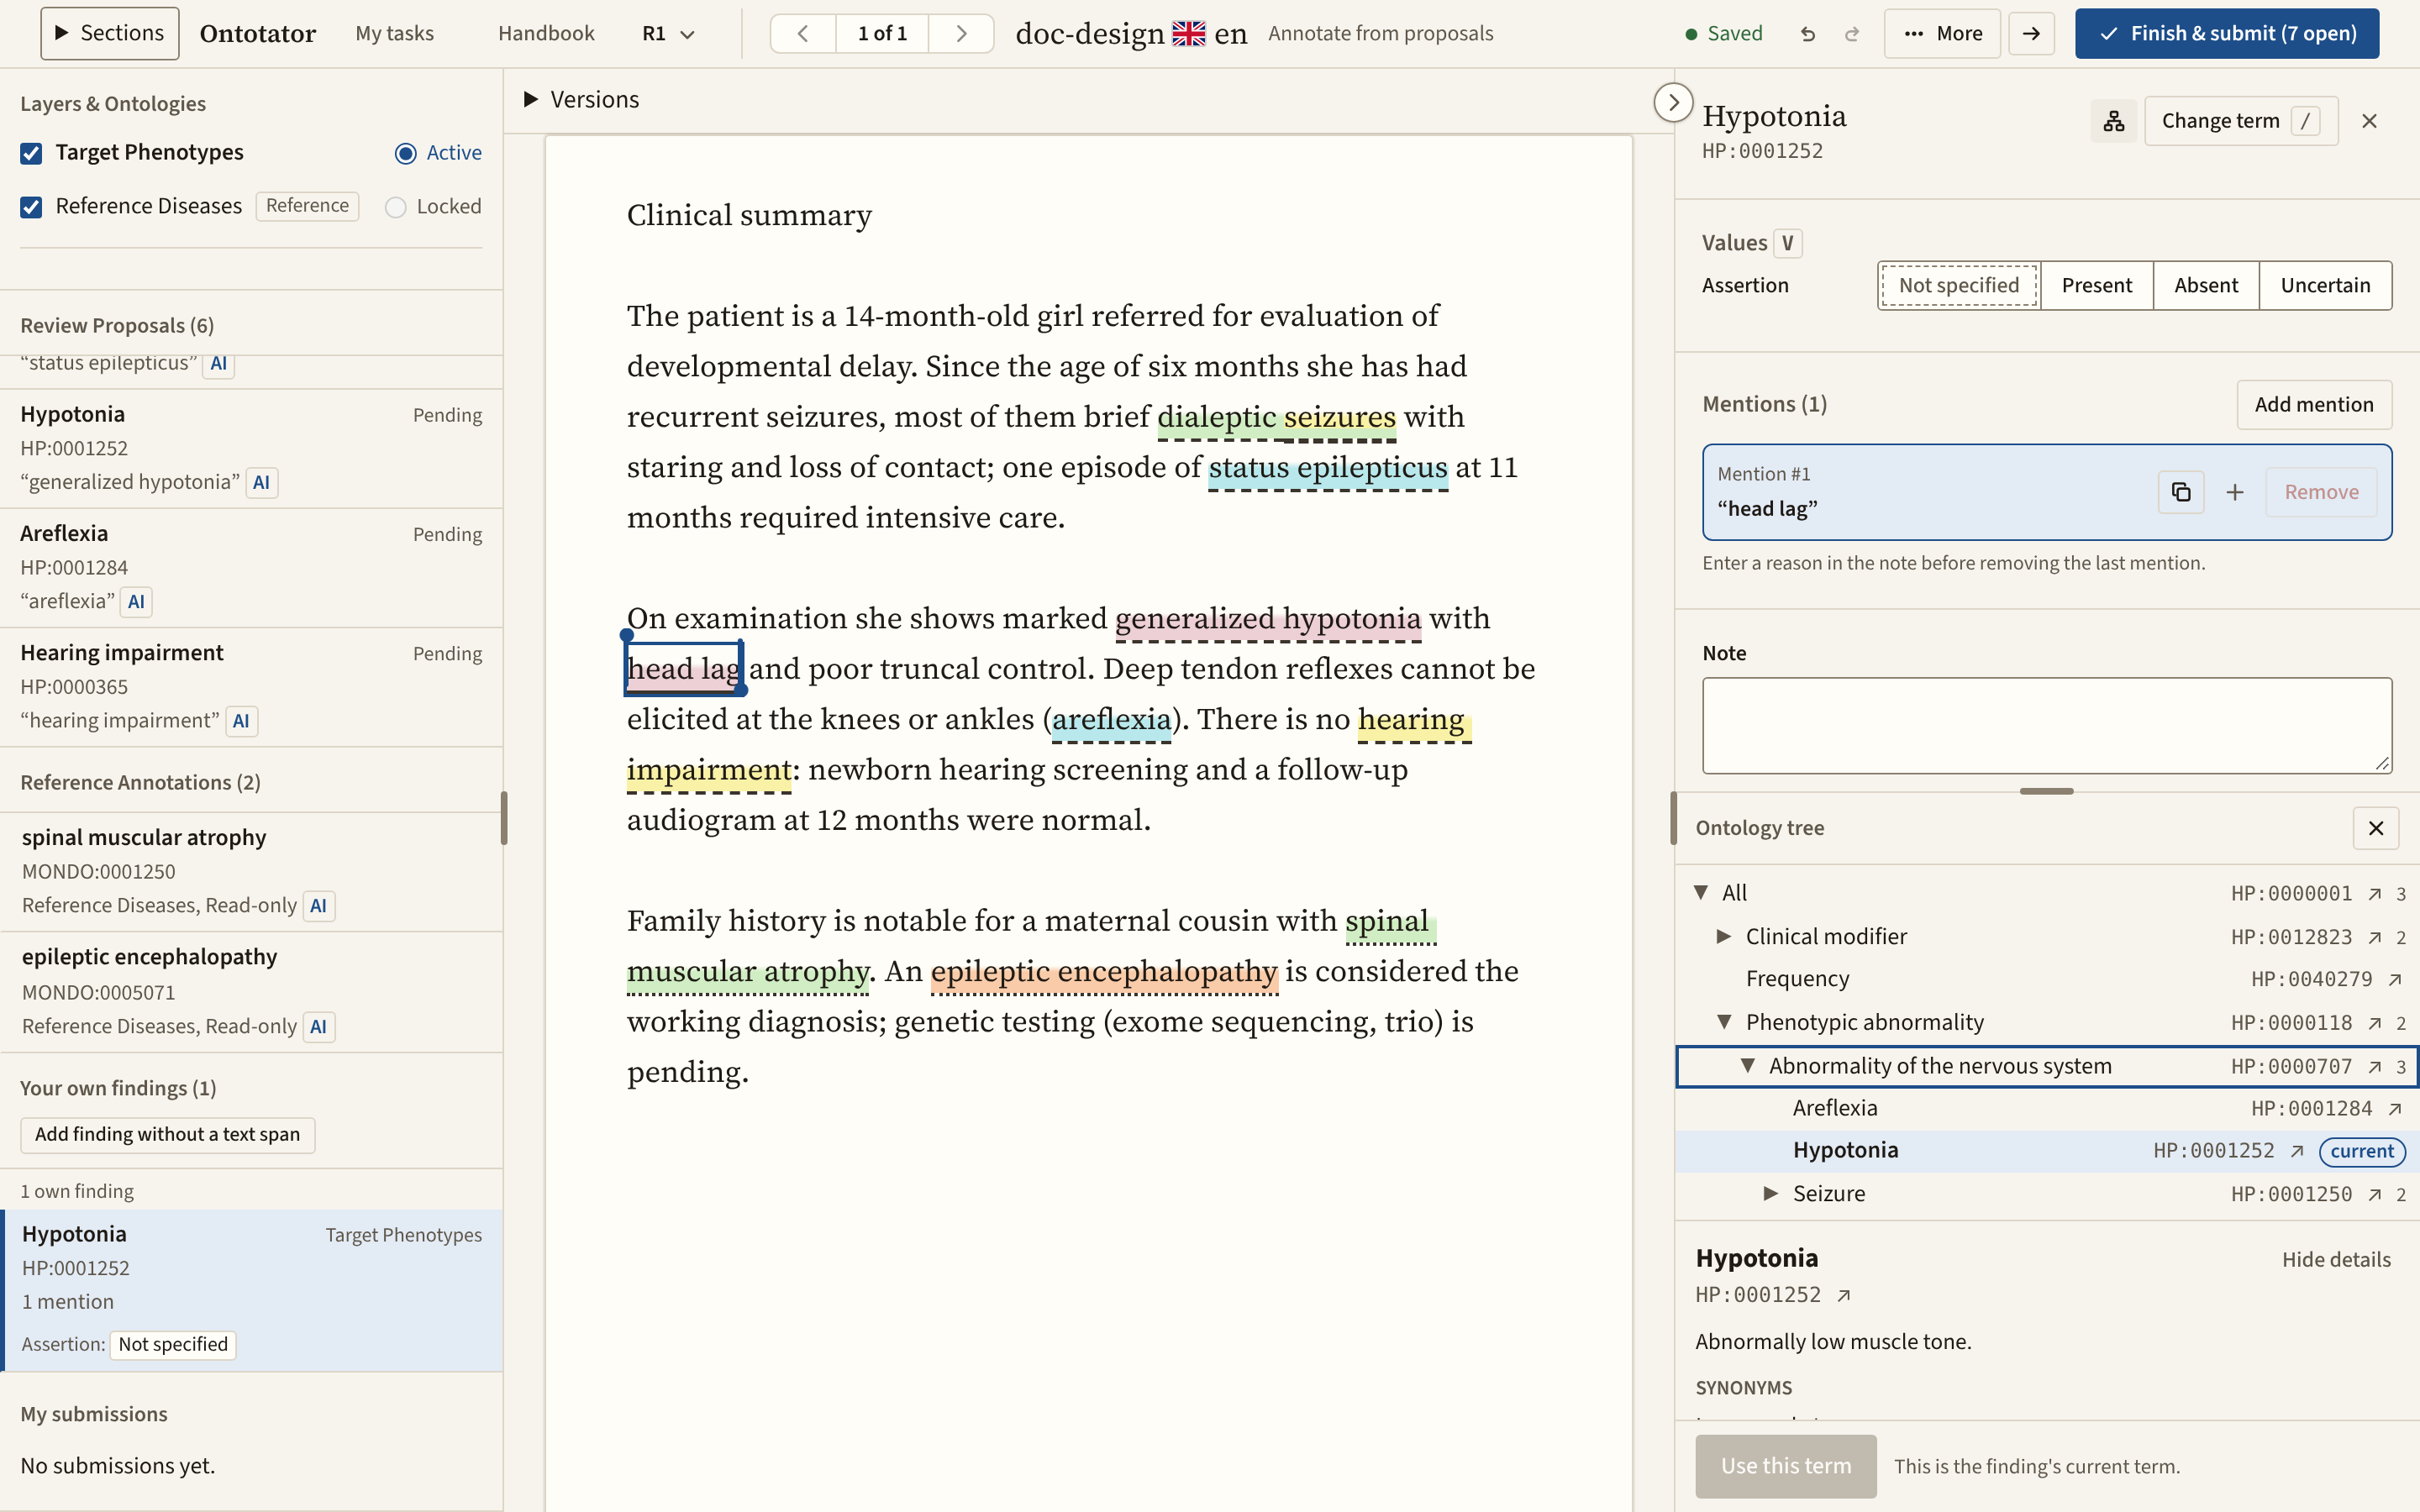 Sections
Ontotator
My tasks
Handbook
R1
1 of 1
doc-design 🇬🇧 en
Annotate from proposals
Saved
More
Finish & submit (7 open)
Layers & Ontologies
Target Phenotypes
Active
Reference Diseases
Reference
Locked
Review Proposals (6)
“status epilepticus” AI
Hypotonia
Pending
HP:0001252
“generalized hypotonia” AI
Areflexia
Pending
HP:0001284
“areflexia” AI
Hearing impairment
Pending
HP:0000365
“hearing impairment” AI
Reference Annotations (2)
spinal muscular atrophy
MONDO:0001250
Reference Diseases, Read-only AI
epileptic encephalopathy
MONDO:0005071
Reference Diseases, Read-only AI
Your own findings (1)
Add finding without a text span
1 own finding
Hypotonia
Target Phenotypes
HP:0001252
1 mention
Assertion: Not specified
My submissions
No submissions yet.
Versions
Clinical summary
The patient is a 14-month-old girl referred for evaluation of
developmental delay. Since the age of six months she has had
recurrent seizures, most of them brief dialeptic seizures with
staring and loss of contact; one episode of status epilepticus at 11
months required intensive care.
On examination she shows marked generalized hypotonia with
head lag and poor truncal control. Deep tendon reflexes cannot be
elicited at the knees or ankles (areflexia). There is no hearing
impairment: newborn hearing screening and a follow-up
audiogram at 12 months were normal.
Family history is notable for a maternal cousin with spinal
muscular atrophy. An epileptic encephalopathy is considered the
working diagnosis; genetic testing (exome sequencing, trio) is
pending.
Hypotonia
HP:0001252
Change term /
Values V
Assertion
Not specified
Present
Absent
Uncertain
Mentions (1)
Add mention
Mention #1
“head lag”
Remove
Enter a reason in the note before removing the last mention.
Note
Ontology tree
All HP:0000001 3
Clinical modifier HP:0012823 2
Frequency HP:0040279
Phenotypic abnormality HP:0000118 2
Abnormality of the nervous system HP:0000707 3
Areflexia HP:0001284
Hypotonia HP:0001252 current
Seizure HP:0001250 2
Hypotonia
Hide details
HP:0001252
Abnormally low muscle tone.
SYNONYMS
Use this term
This is the finding's current term.